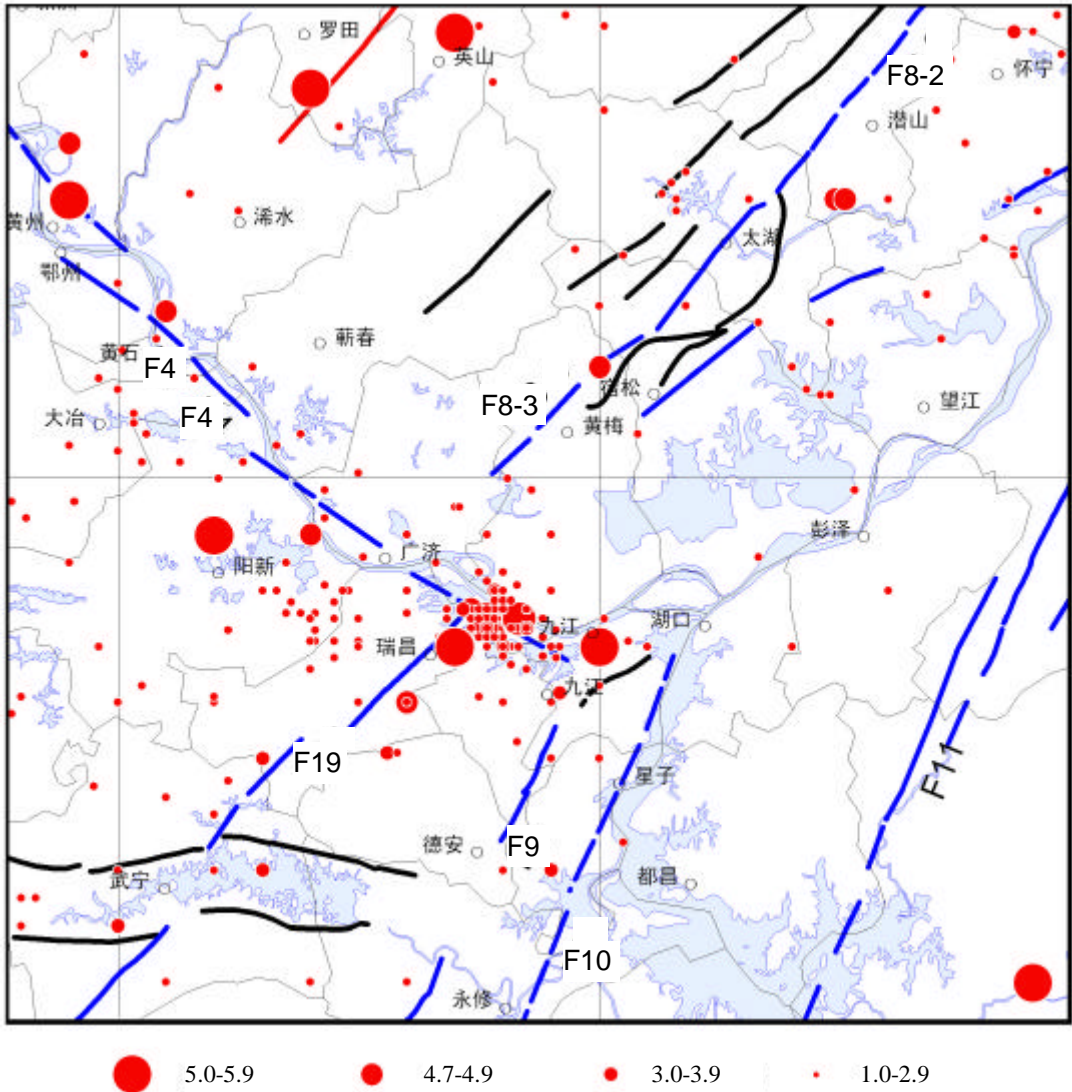 罗田
英山
F8-2
怀宁
潜山
黄州
浠水
太湖
鄂州
蕲春
黄石
F4
F8-3
宿松
望江
大冶
F4
黄梅
彭泽
广济
阳新
湖口
九江
瑞昌
九江
F19
星子
F11
德安
F9
都昌
武宁
F10
永修
5.0-5.9
4.7-4.9
3.0-3.9
1.0-2.9